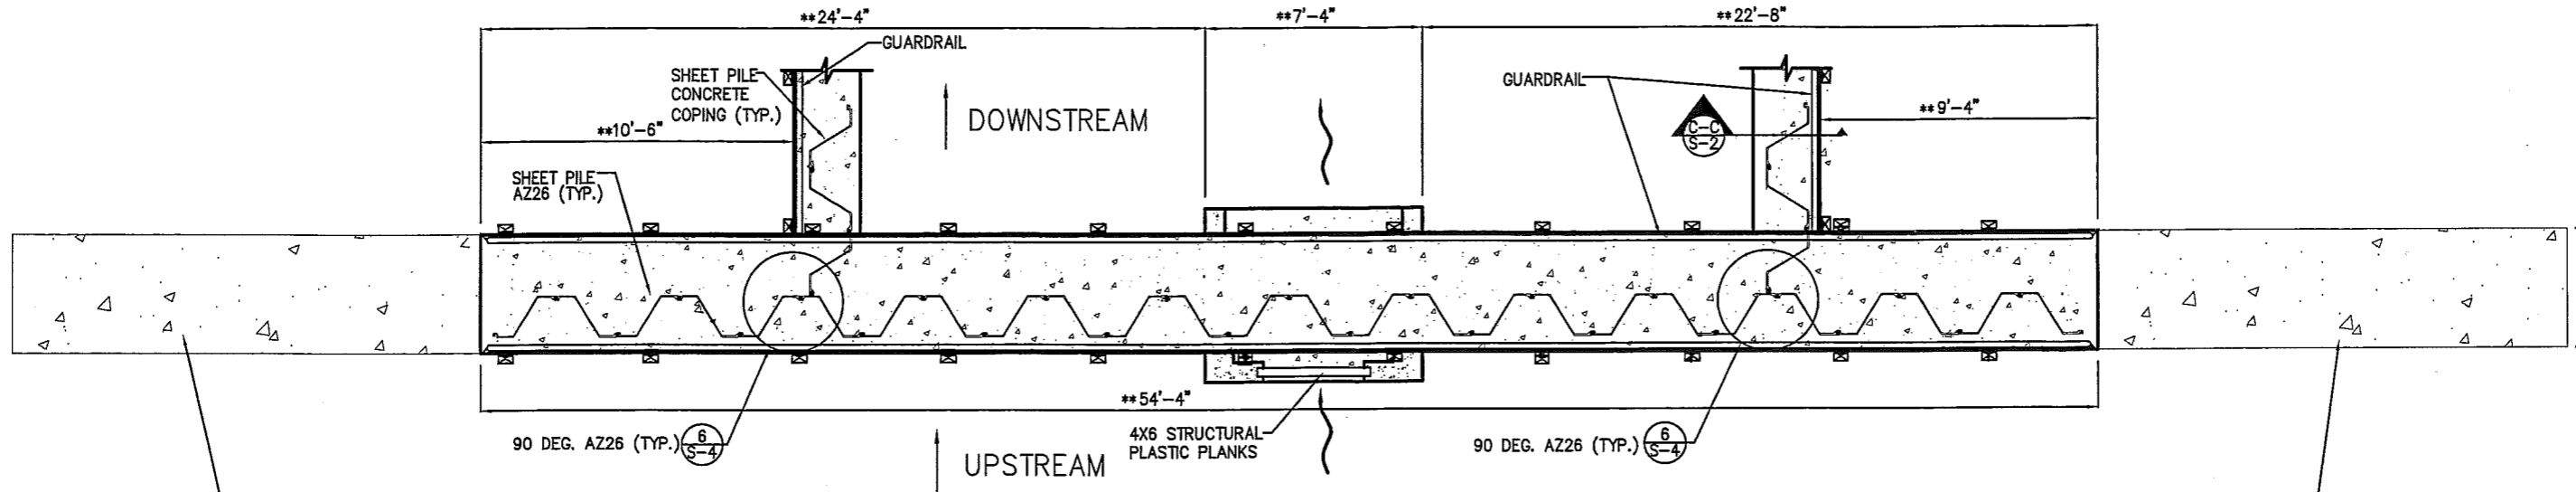 **24'-4"
**7'-4"
**22'-8"
GUARDRAIL
SHEET PILE
CONCRETE
COPING (TYP.)
GUARDRAIL
**10'-6"
DOWNSTREAM
C-C
S-2
**9'-4"
SHEET PILE
AZ26 (TYP.)
**54'-4"
90 DEG. AZ26 (TYP.)
6
S-4
UPSTREAM
4X6 STRUCTURAL
PLASTIC PLANKS
90 DEG. AZ26 (TYP.)
6
S-4